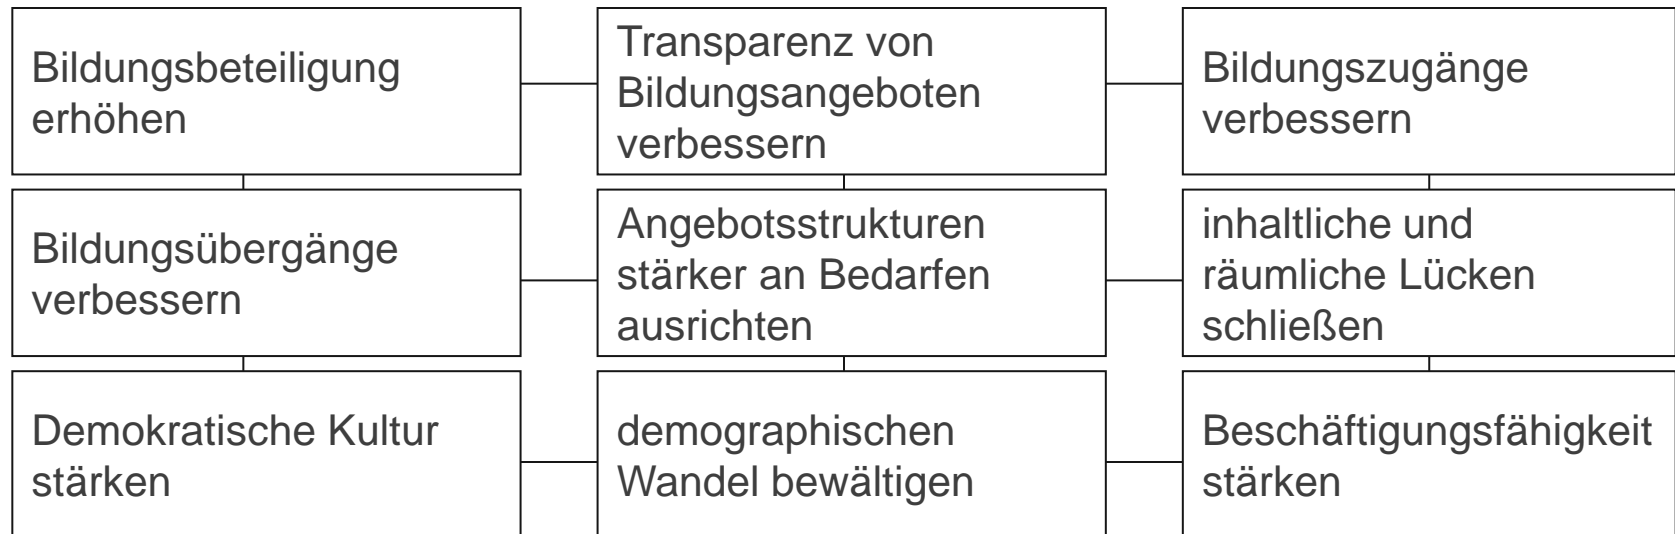 Bildungsbeteiligung
erhöhen
Transparenz von
Bildungsangeboten
verbessern
Bildungszugänge
verbessern
Bildungsübergänge
verbessern
Angebotsstrukturen
stärker an Bedarfen
ausrichten
inhaltliche und
räumliche Lücken
schließen
Demokratische Kultur
stärken
demographischen
Wandel bewältigen
Beschäftigungsfähigkeit
stärken